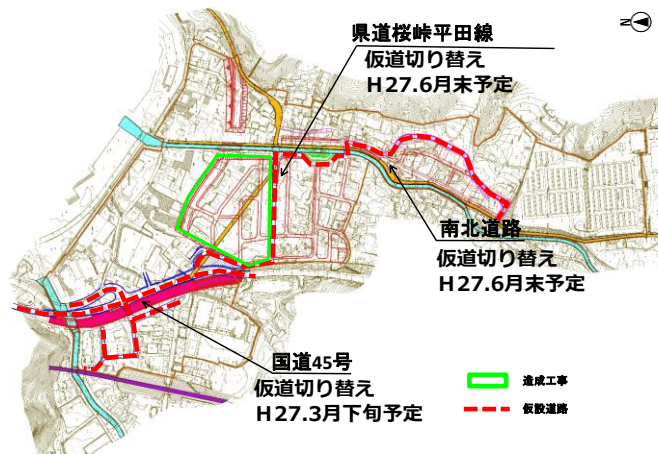 県道桜峠平田線
仮道切り替え
H27.6月末予定
N
南北道路
仮道切り替え
H27.6月末予定
国道45号
仮道切り替え
H27.3月下旬予定
造成工事
仮設道路